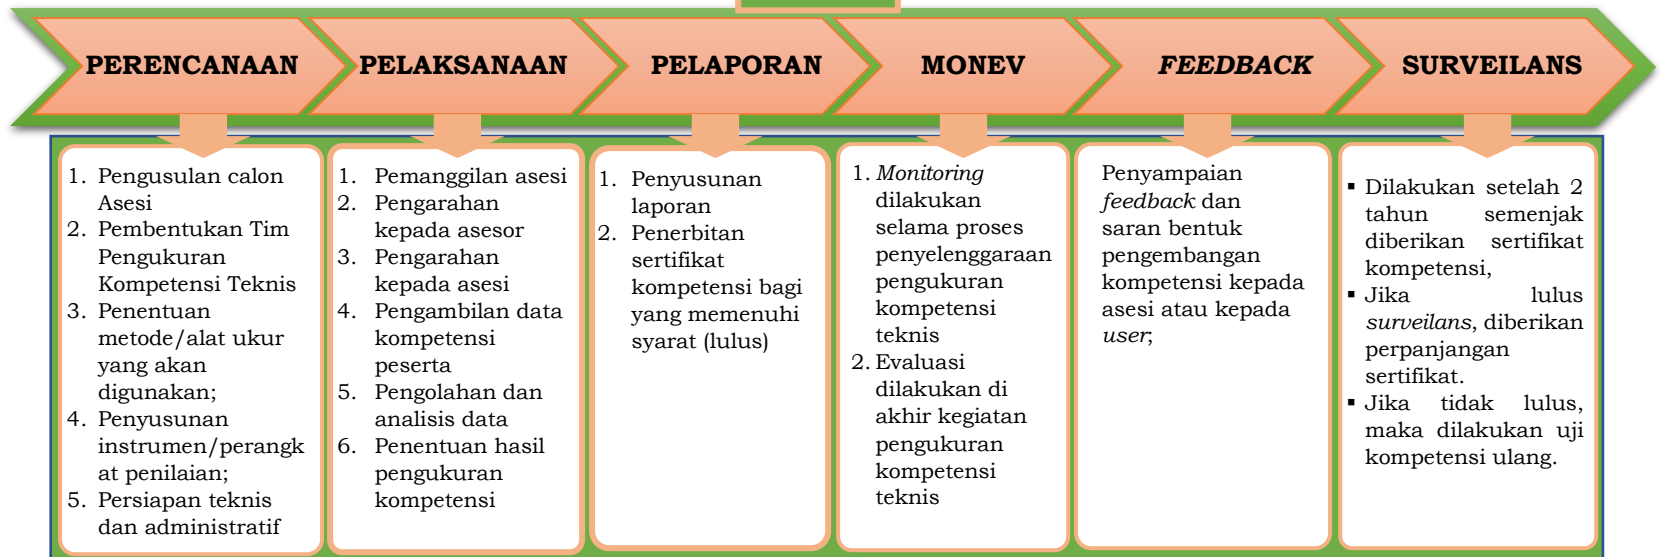 PERENCANAAN
PELAKSANAAN
PELAPORAN
MONEV
FEEDBACK
SURVEILANS
1. Pengusulan calon
Asesi
2. Pembentukan Tim
Pengukuran
Kompetensi Teknis
3. Penentuan
metode/alat ukur
yang akan
digunakan;
4. Penyusunan
instrumen/perangk
at penilaian;
5. Persiapan teknis
dan administratif
1. Pemanggilan asesi
2. Pengarahan
kepada asesor
3. Pengarahan
kepada asesi
4. Pengambilan data
kompetensi
peserta
5. Pengolahan dan
analisis data
6. Penentuan hasil
pengukuran
kompetensi
1. Penyusunan
laporan
2. Penerbitan
sertifikat
kompetensi bagi
yang memenuhi
syarat (lulus)
1. Monitoring
dilakukan
selama proses
penyelenggaraan
pengukuran
kompetensi
teknis
2. Evaluasi
dilakukan di
akhir kegiatan
pengukuran
kompetensi
teknis
Penyampaian
feedback dan
saran bentuk
pengembangan
kompetensi kepada
asesi atau kepada
user;
▪ Dilakukan setelah 2
tahun semenjak
diberikan sertifikat
kompetensi,
▪ Jika lulus
surveilans, diberikan
perpanjangan
sertifikat.
▪ Jika tidak lulus,
maka dilakukan uji
kompetensi ulang.